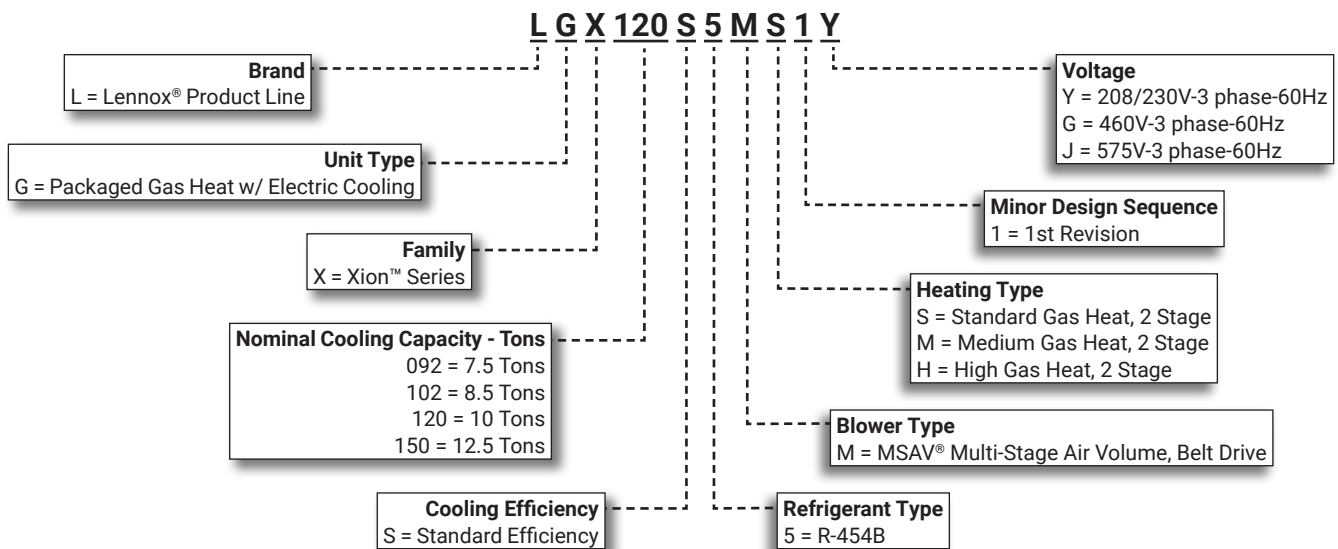 L G X 120 S 5 M S 1 Y
Brand
L = Lennox® Product Line
Unit Type
G = Packaged Gas Heat w/ Electric Cooling
Family
X = Xion™ Series
Nominal Cooling Capacity - Tons
092 = 7.5 Tons
102 = 8.5 Tons
120 = 10 Tons
150 = 12.5 Tons
Cooling Efficiency
S = Standard Efficiency
Refrigerant Type
5 = R-454B
Blower Type
M = MSAV® Multi-Stage Air Volume, Belt Drive
Heating Type
S = Standard Gas Heat, 2 Stage
M = Medium Gas Heat, 2 Stage
H = High Gas Heat, 2 Stage
Minor Design Sequence
1 = 1st Revision
Voltage
Y = 208/230V-3 phase-60Hz
G = 460V-3 phase-60Hz
J = 575V-3 phase-60Hz